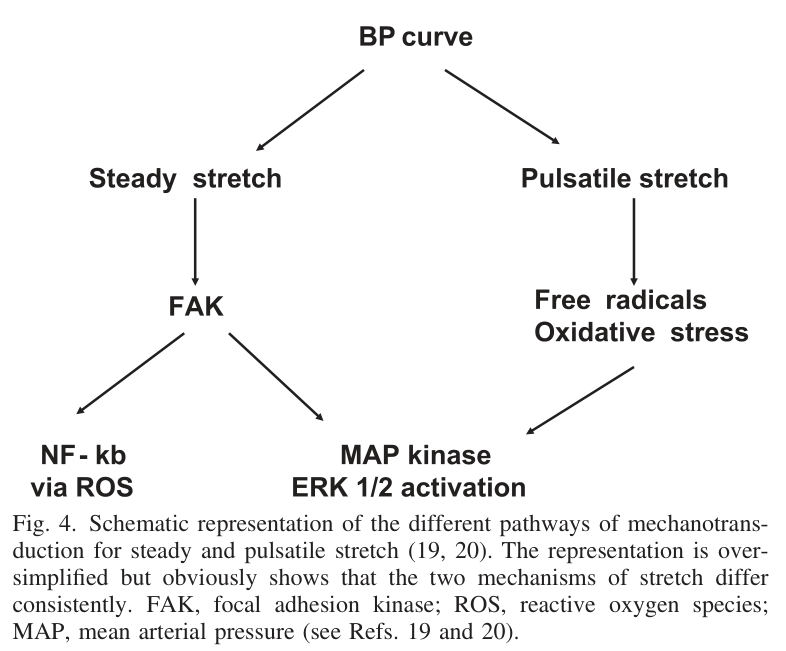 BP curve
Steady stretch
Pulsatile stretch
FAK
Free radicals
Oxidative stress
NF-kb
via ROS
MAP kinase
ERK 1/2 activation
Fig. 4. Schematic representation of the different pathways of mechanotrans-
duction for steady and pulsatile stretch (19, 20). The representation is over-
simplified but obviously shows that the two mechanisms of stretch differ
consistently. FAK, focal adhesion kinase; ROS, reactive oxygen species;
MAP, mean arterial pressure (see Refs. 19 and 20).